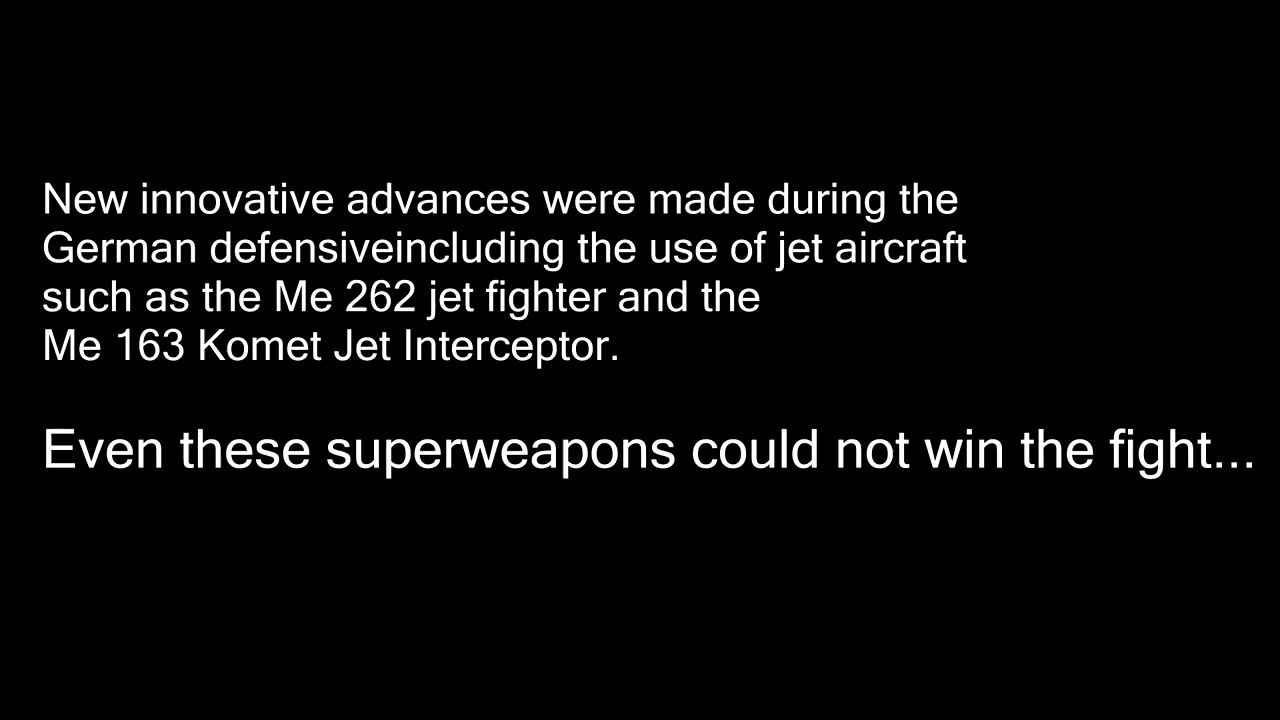 New innovative advances were made during the
German defensiveincluding the use of jet aircraft
such as the Me 262 jet fighter and the
Me 163 Komet Jet Interceptor.
Even these superweapons could not win the fight...